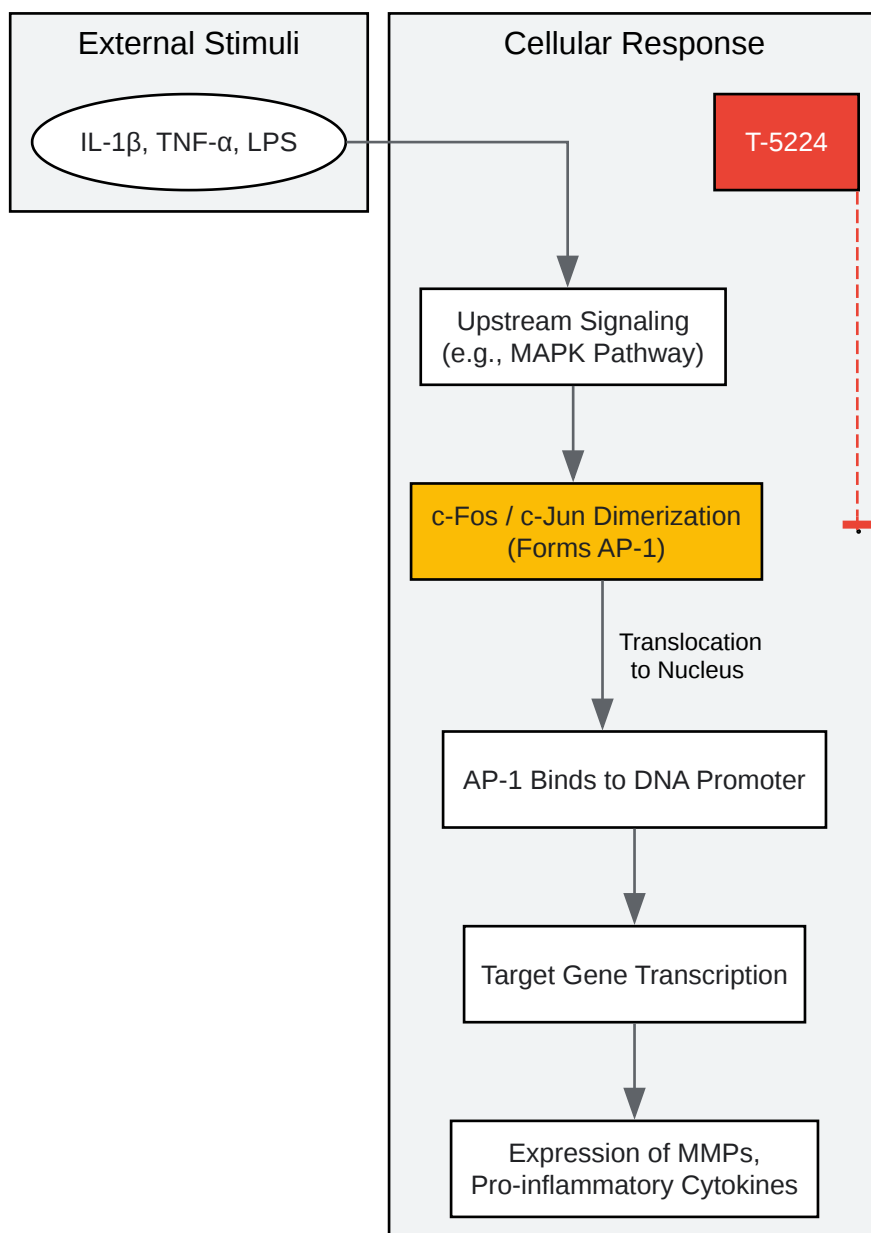 External Stimuli
IL-1β, TNF-α, LPS
Cellular Response
T-5224
Upstream Signaling
(e.g., MAPK Pathway)
c-Fos / c-Jun Dimerization
(Forms AP-1)
Translocation
to Nucleus
AP-1 Binds to DNA Promoter
Target Gene Transcription
Expression of MMPs,
Pro-inflammatory Cytokines